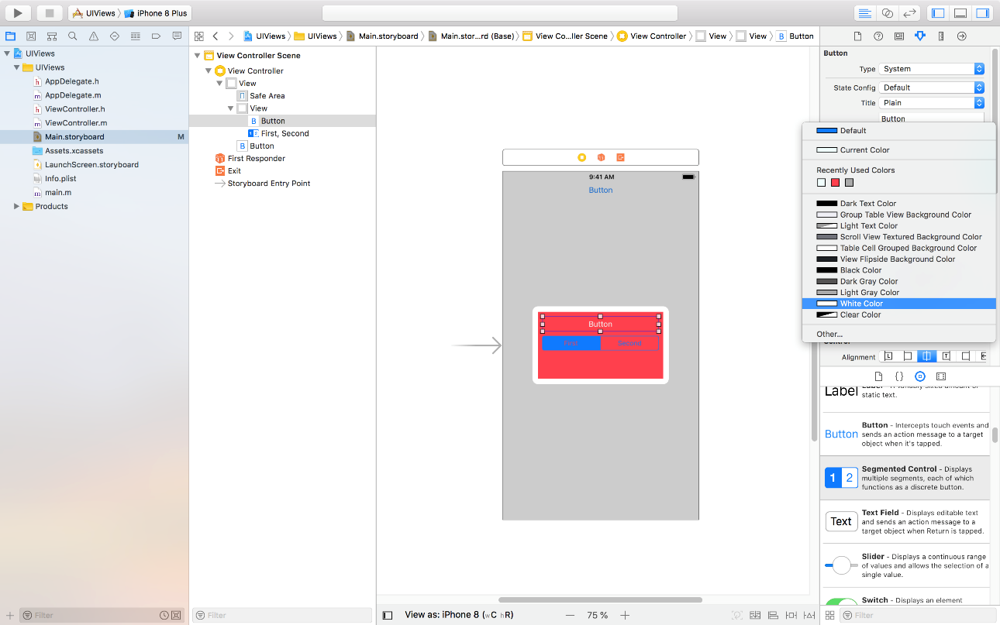 UIViews
iPhone 8 Plus
UIViews
UIViews
Main.storyboard
Main.stor...rd (Base)
View Co...ller Scene
View Controller
View
View
B Button
UIViews
UIViews
AppDelegate.h
AppDelegate.m
ViewController.h
ViewController.m
Main.storyboard M
Assets.xcassets
LaunchScreen.storyboard
Info.plist
main.m
Products
Filter
View Controller Scene
View Controller
View
Safe Area
View
B Button
1 2 First, Second
B Button
First Responder
Exit
Storyboard Entry Point
Filter
9:41 AM
Button
Button
First Second
View as: iPhone 8 (wC hR)
75 %
Button
Type System
State Config Default
Title Plain
Button
Default
Current Color
Recently Used Colors
Dark Text Color
Group Table View Background Color
Light Text Color
Scroll View Textured Background Color
Table Cell Grouped Background Color
View Flipside Background Color
Black Color
Dark Gray Color
Light Gray Color
White Color
Clear Color
Other...
Control
Alignment
Label
Label - A variably sized amount of
static text.
Button
Button - Intercepts touch events and
sends an action message to a target
object when it's tapped.
1 2
Segmented Control - Displays
multiple segments, each of which
functions as a discrete button.
Text
Text Field - Displays editable text
and sends an action message to a
target object when Return is tapped.
Slider - Displays a continuous range
of values and allows the selection of a
single value.
Switch - Displays an element
Filter